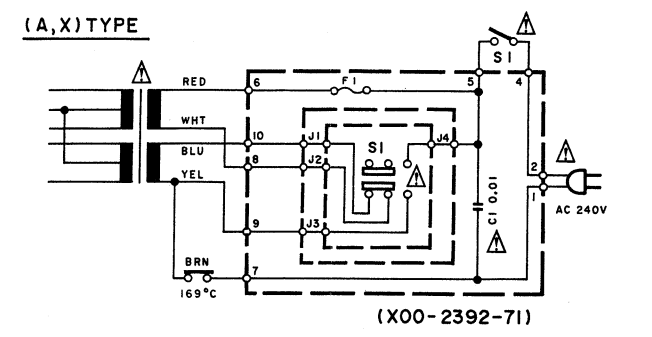 (A,X)TYPE
S1
RED
6
F1
5
4
WHT
10
J1
S1
J4
BLU
8
J2
2
YEL
1
C1 0.01
AC 240V
9
J3
BRN
7
169°C
(X00-2392-71)